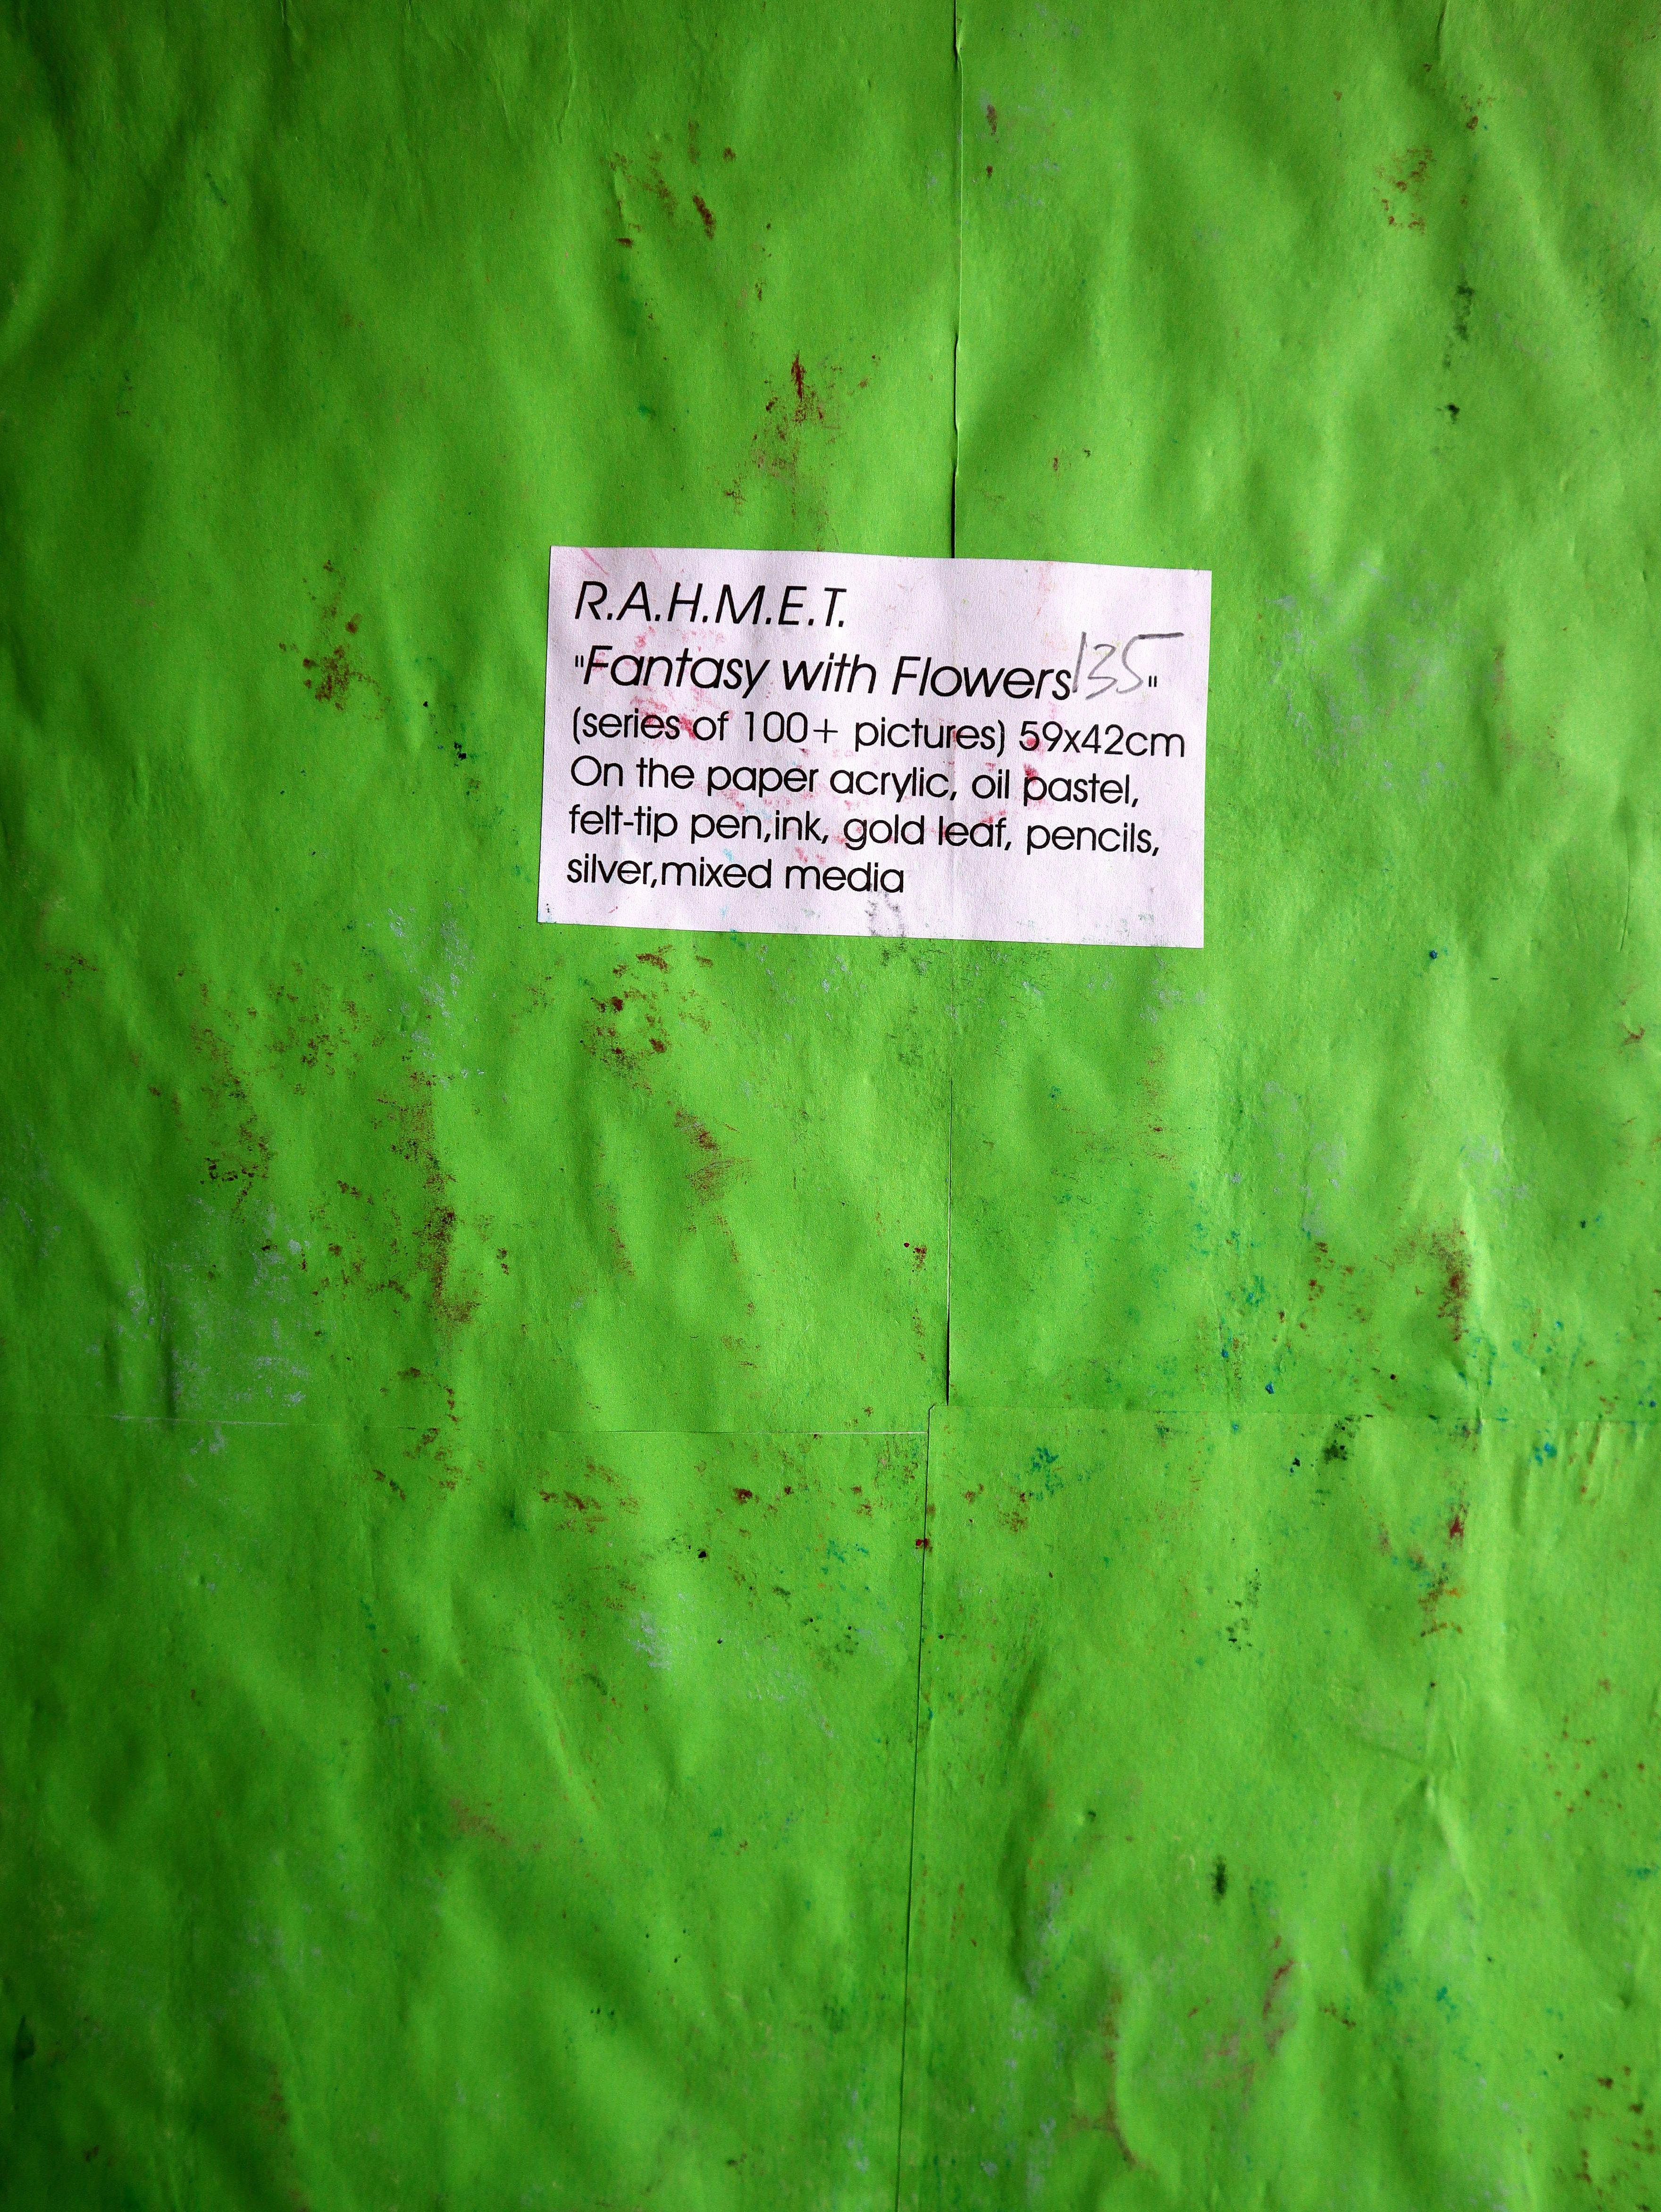 R.A.H.M.E.T.
"Fantasy with Flowers135"
(series of 100+ pictures) 59x42cm
On the paper acrylic, oil pastel,
felt-tip pen,ink, gold leaf, pencils,
silver,mixed media